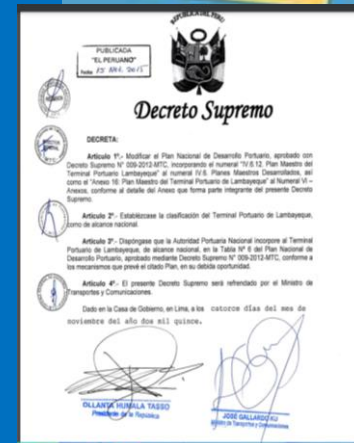 REPUBLICA DEL PERU
PUBLICADA
"EL PERUANO"
Fecha
Decreto Supremo
DECRETA:
Artículo 1º.- Modificar el Plan Nacional de Desarrollo Portuario, aprobado con
Decreto Supremo N° 009-2012-MTC, incorporando el numeral "IV.6.12. Plan Maestro del
Terminal Portuario Lambayeque" al numeral IV.6. Planes Maestros Desarrollados, así
como el "Anexo 16: Plan Maestro del Terminal Portuario de Lambayeque" al Numeral VI –
Anexos, conforme al detalle del Anexo que forma parte integrante del presente Decreto
Supremo.
Artículo 2º.- Establézcase la clasificación del Terminal Portuario de Lambayeque,
como de alcance nacional.
Artículo 3º.- Dispóngase que la Autoridad Portuaria Nacional incorpore al Terminal
Portuario de Lambayeque, de alcance nacional, en la Tabla Nº 6 del Plan Nacional de
Desarrollo Portuario, aprobado mediante Decreto Supremo N° 009-2012-MTC, conforme a
los mecanismos que prevé el citado Plan, en su debida oportunidad.
Artículo 4º.- El presente Decreto Supremo será refrendado por el Ministro de
Transportes y Comunicaciones.
Dado en la Casa de Gobierno, en Lima, a los catorce días del mes de
noviembre del año dos mil quince.
OLLANTA HUMALA TASSO
Presidente de la República
JOSÉ GALLARDO KU
Ministro de Transportes y Comunicaciones